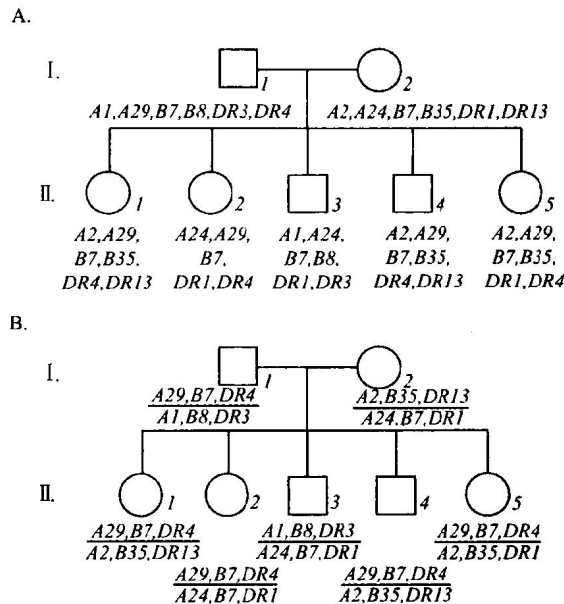 A.
I.
1
2
A1,A29,B7,B8,DR3,DR4
A2,A24,B7,B35,DR1,DR13
II.
1
2
3
4
5
A2,A29,
B7,B35,
DR4,DR13
A24,A29,
B7,
DR1,DR4
A1,A24,
B7,B8,
DR1,DR3
A2,A29,
B7,B35,
DR4,DR13
A2,A29,
B7,B35,
DR1,DR4
B.
I.
1
2
A29,B7,DR4
A1,B8,DR3
A2,B35,DR13
A24,B7,DR1
II.
1
2
3
4
5
A29,B7,DR4
A2,B35,DR13
A29,B7,DR4
A24,B7,DR1
A1,B8,DR3
A24,B7,DR1
A29,B7,DR4
A2,B35,DR13
A29,B7,DR4
A2,B35,DR1